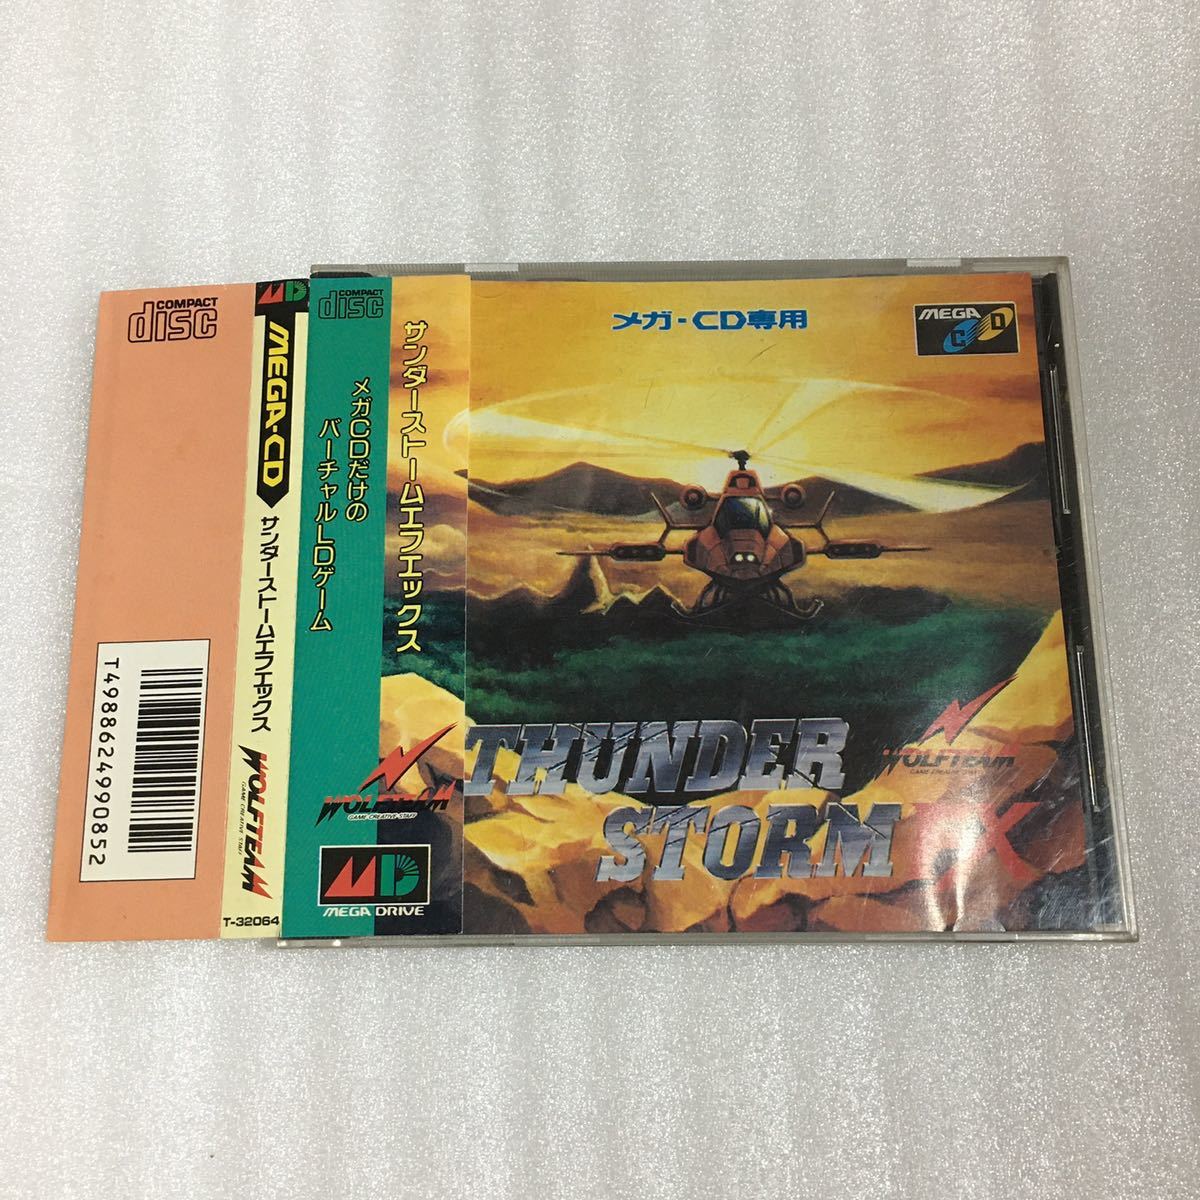 COMPACT
disc
T4988624990852
MD
MEGA-CD
サンダーストームエフエックス
WOLFTEAM
GAME CREATIVE STAFF
T-32064
COMPACT
disc
サンダーストームエフエックス
メガCDだけの
バーチャルLDゲーム
WOLFTEAM
GAME CREATIVE STAFF
MD
MEGA DRIVE
メガ-CD専用
MEGA
CD
THUNDER
STORM FX
WOLFTEAM
GAME CREATIVE STAFF